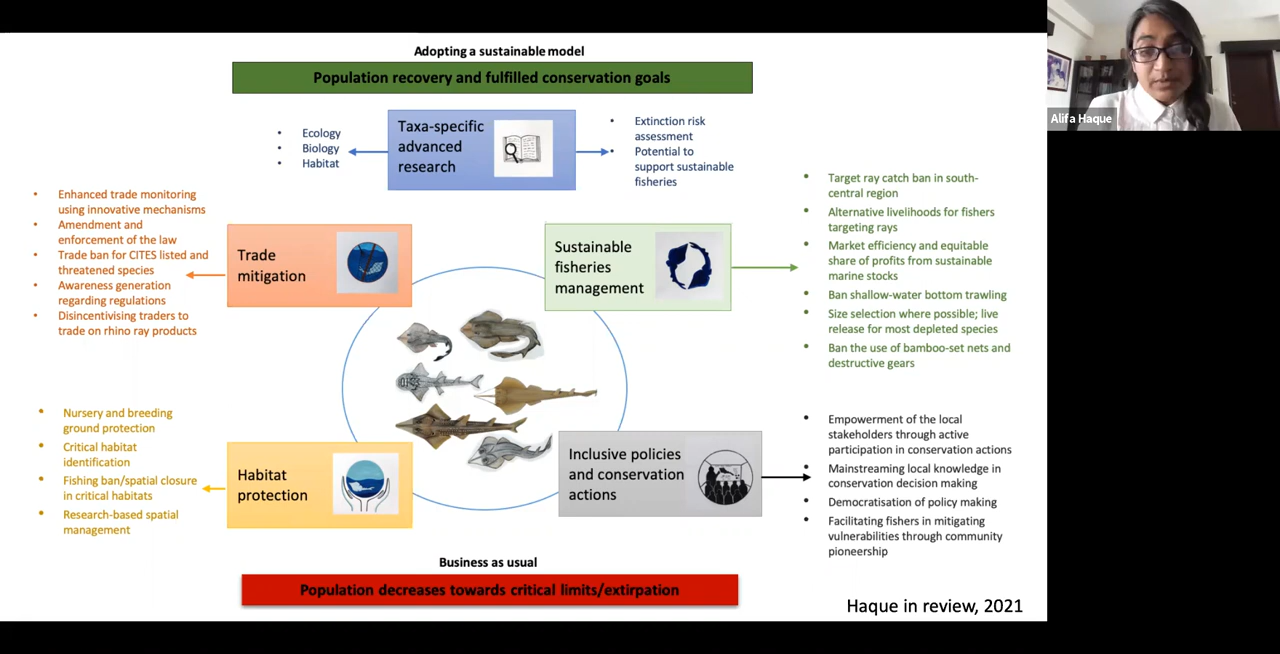 Adopting a sustainable model
Population recovery and fulfilled conservation goals
Alifa Haque
• Ecology
• Biology
• Habitat
Taxa-specific
advanced
research
• Extinction risk
assessment
• Potential to
support sustainable
fisheries
• Enhanced trade monitoring
using innovative mechanisms
• Amendment and
enforcement of the law
• Trade ban for CITES listed and
threatened species
• Awareness generation
regarding regulations
• Disincentivising traders to
trade on rhino ray products
Trade
mitigation
Sustainable
fisheries
management
• Target ray catch ban in south-
central region
• Alternative livelihoods for fishers
targeting rays
• Market efficiency and equitable
share of profits from sustainable
marine stocks
• Ban shallow-water bottom trawling
• Size selection where possible; live
release for most depleted species
• Ban the use of bamboo-set nets and
destructive gears
• Nursery and breeding
ground protection
• Critical habitat
identification
• Fishing ban/spatial closure
in critical habitats
• Research-based spatial
management
Habitat
protection
Inclusive policies
and conservation
actions
• Empowerment of the local
stakeholders through active
participation in conservation actions
• Mainstreaming local knowledge in
conservation decision making
• Democratisation of policy making
• Facilitating fishers in mitigating
vulnerabilities through community
pioneership
Business as usual
Population decreases towards critical limits/extirpation
Haque in review, 2021